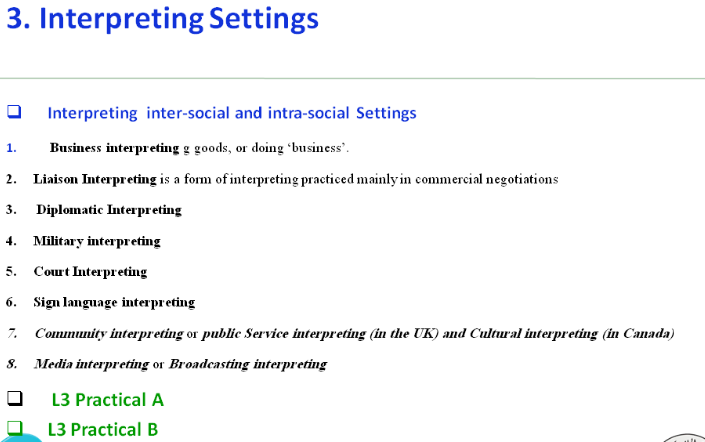 3. Interpreting Settings
Interpreting inter-social and intra-social Settings
1. Business interpreting g goods, or doing ‘business’.
2. Liaison Interpreting is a form of interpreting practiced mainly in commercial negotiations
3. Diplomatic Interpreting
4. Military interpreting
5. Court Interpreting
6. Sign language interpreting
7. Community interpreting or public Service interpreting (in the UK) and Cultural interpreting (in Canada)
8. Media interpreting or Broadcasting interpreting
L3 Practical A
L3 Practical B